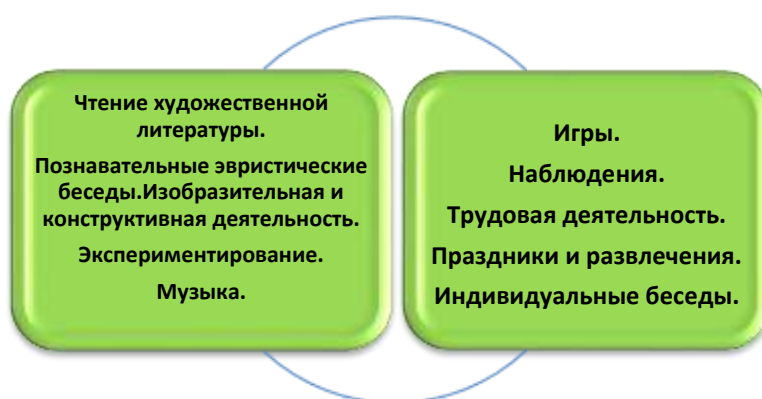 Чтение художественной
литературы.
Познавательные эвристические
беседы.Изобразительная и
конструктивная деятельность.
Экспериментирование.
Музыка.
Игры.
Наблюдения.
Трудовая деятельность.
Праздники и развлечения.
Индивидуальные беседы.